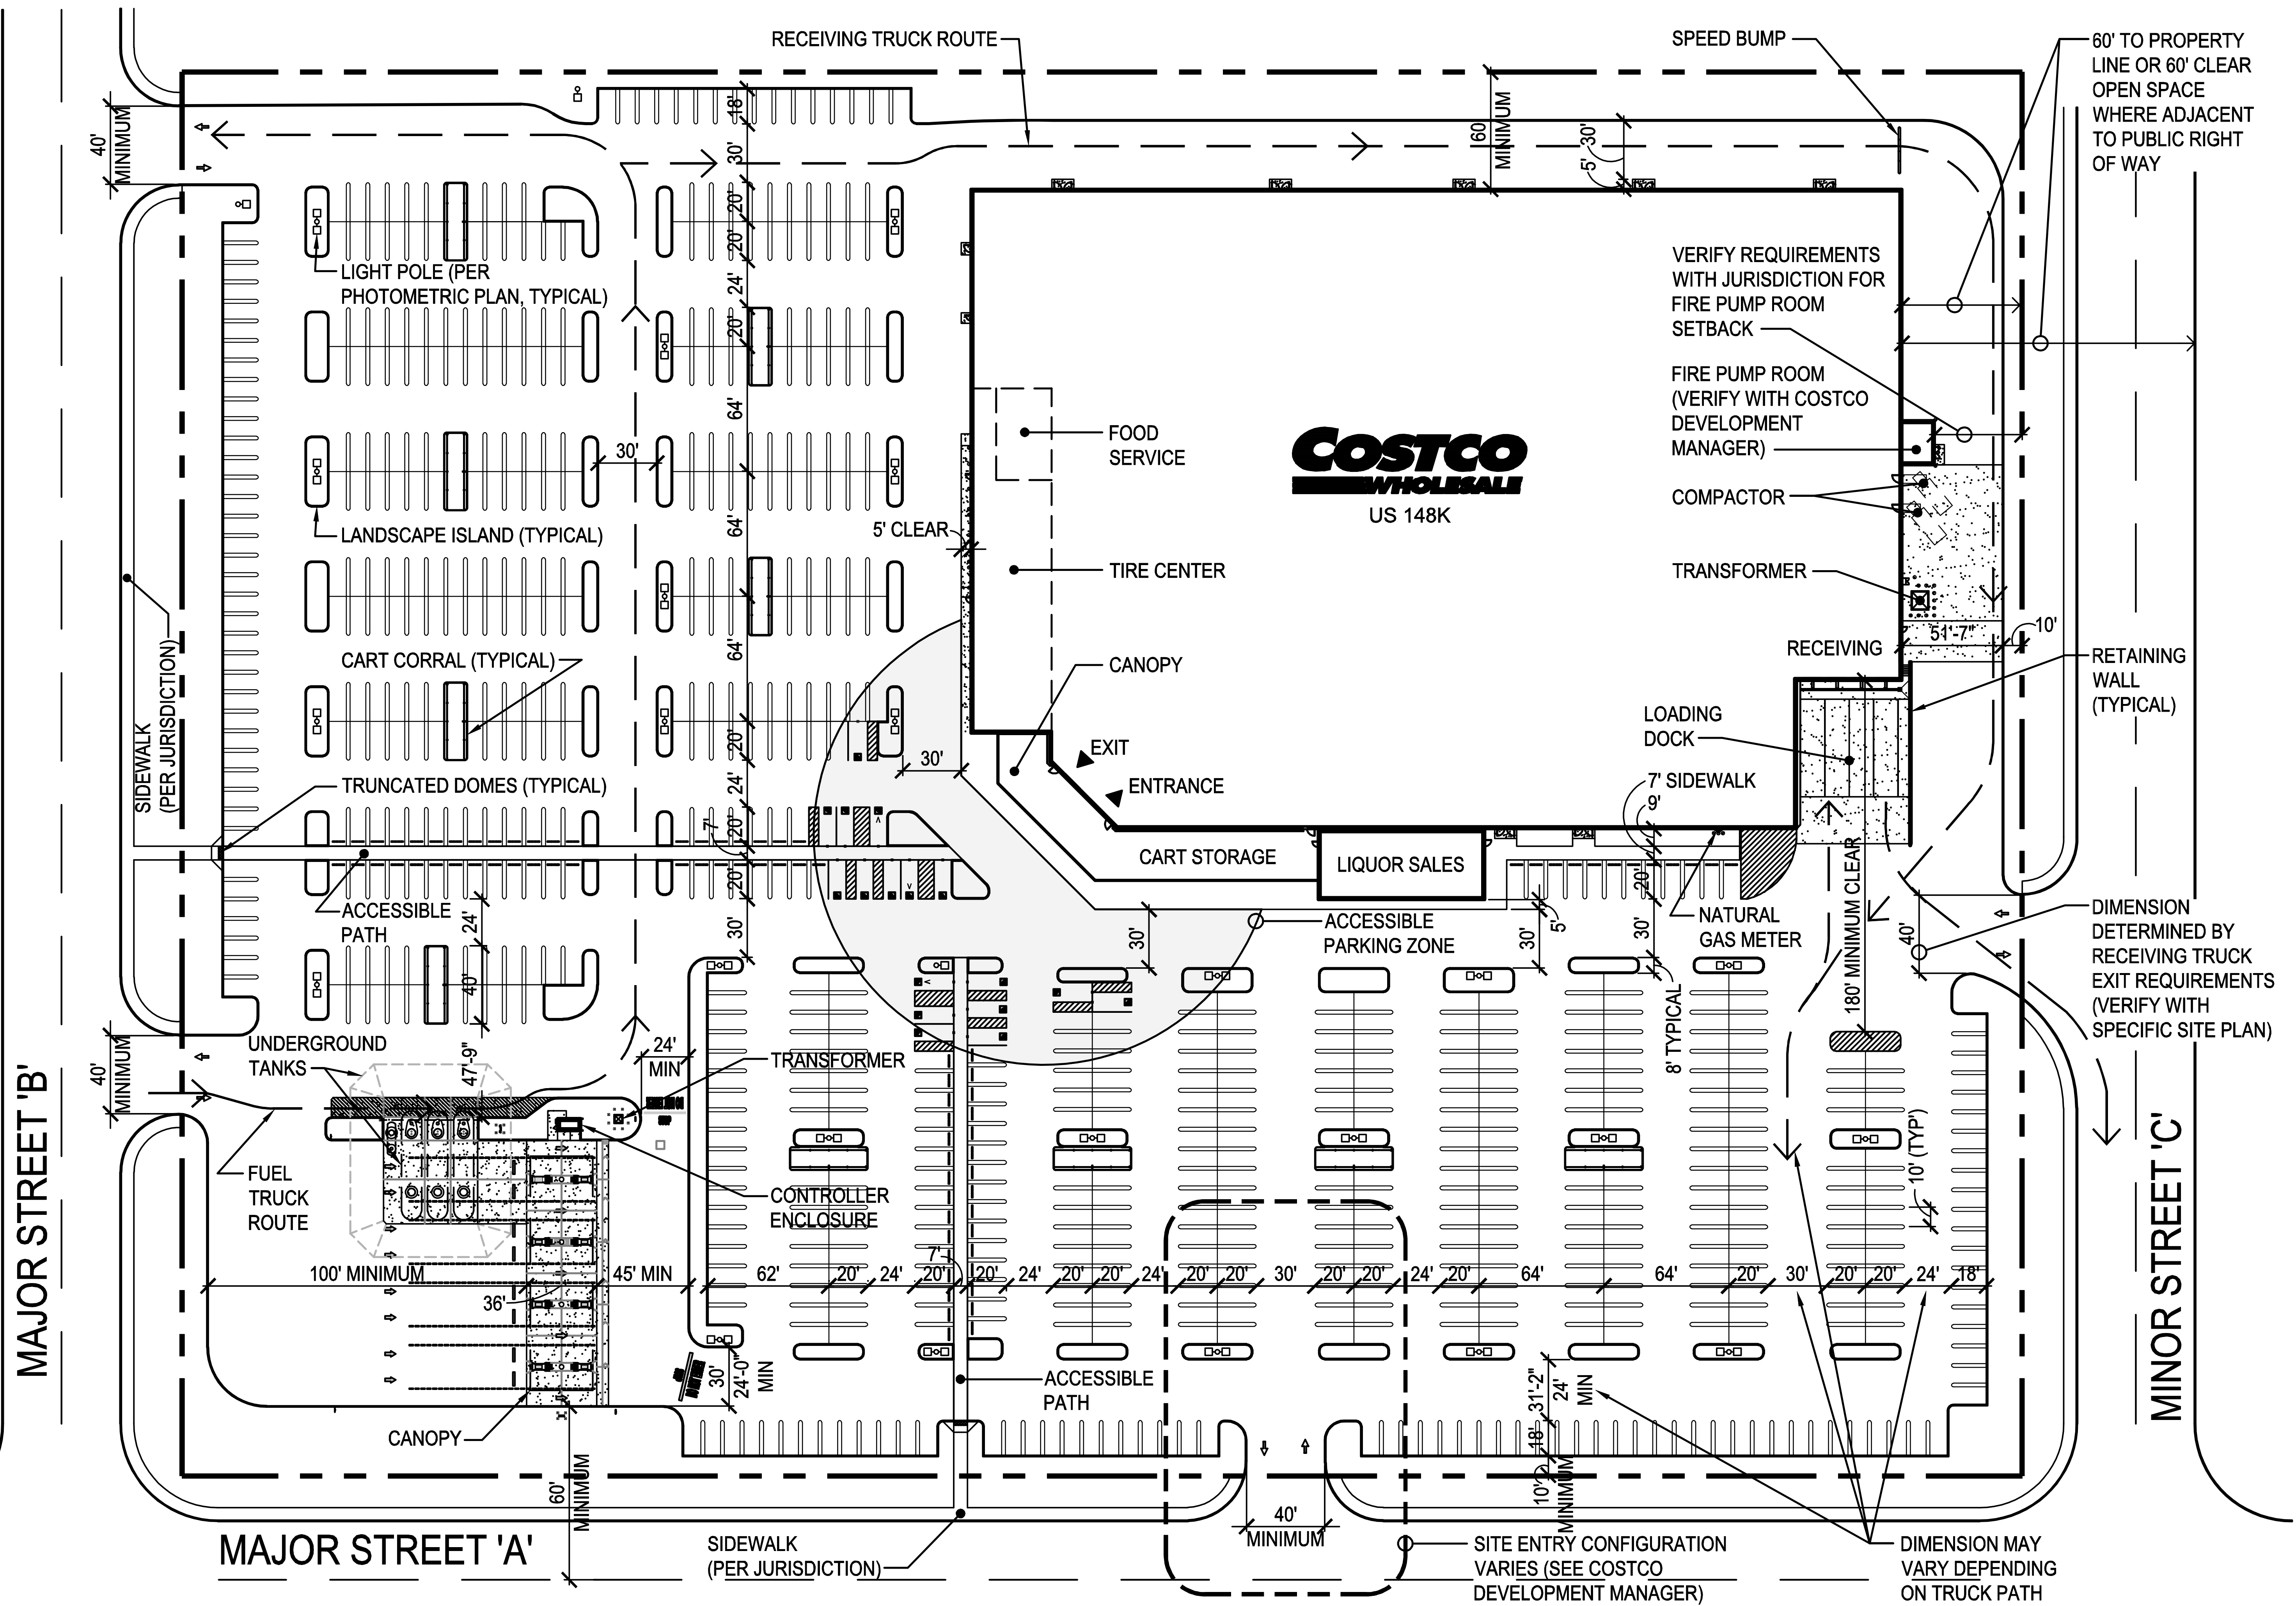 RECEIVING TRUCK ROUTE
SPEED BUMP
60' TO PROPERTY
LINE OR 60' CLEAR
OPEN SPACE
WHERE ADJACENT
TO PUBLIC RIGHT
OF WAY
40'
MINIMUM
18'
30'
20'
20'
24'
20'
64'
64'
64'
20'
24'
20'
7'
20'
30'
60
MINIMUM
30'
5'
LIGHT POLE (PER
PHOTOMETRIC PLAN, TYPICAL)
VERIFY REQUIREMENTS
WITH JURISDICTION FOR
FIRE PUMP ROOM
SETBACK
FIRE PUMP ROOM
(VERIFY WITH COSTCO
DEVELOPMENT
MANAGER)
30'
FOOD
SERVICE
COSTCO
WHOLESALE
US 148K
COMPACTOR
LANDSCAPE ISLAND (TYPICAL)
5' CLEAR
TIRE CENTER
TRANSFORMER
51'-7"
10'
SIDEWALK
(PER JURISDICTION)
CART CORRAL (TYPICAL)
CANOPY
RECEIVING
RETAINING
WALL
(TYPICAL)
LOADING
DOCK
EXIT
30'
ENTRANCE
TRUNCATED DOMES (TYPICAL)
7' SIDEWALK
9'
20'
30'
CART STORAGE
LIQUOR SALES
180' MINIMUM CLEAR
ACCESSIBLE
PATH
24'
40'
ACCESSIBLE
PARKING ZONE
30'
30'
5'
NATURAL
GAS METER
8' TYPICAL
40'
DIMENSION
DETERMINED BY
RECEIVING TRUCK
EXIT REQUIREMENTS
(VERIFY WITH
SPECIFIC SITE PLAN)
40'
MINIMUM
UNDERGROUND
TANKS
47'-9"
24'
MIN
TRANSFORMER
FUEL
TRUCK
ROUTE
CONTROLLER
ENCLOSURE
10' (TYP')
7'
100' MINIMUM
45' MIN
62'
20'
24'
20'
20'
24'
20'
20'
24'
20'
20'
30'
20'
20'
24'
20'
64'
64'
20'
30'
20'
20'
24'
18'
36'
30'
24'-0"
MIN
ACCESSIBLE
PATH
31'-2"
24'
MIN
18'
10'
MINIMUM
CANOPY
60'
MINIMUM
40'
MINIMUM
MAJOR STREET 'A'
MAJOR STREET 'B'
MINOR STREET 'C'
SIDEWALK
(PER JURISDICTION)
SITE ENTRY CONFIGURATION
VARIES (SEE COSTCO
DEVELOPMENT MANAGER)
DIMENSION MAY
VARY DEPENDING
ON TRUCK PATH